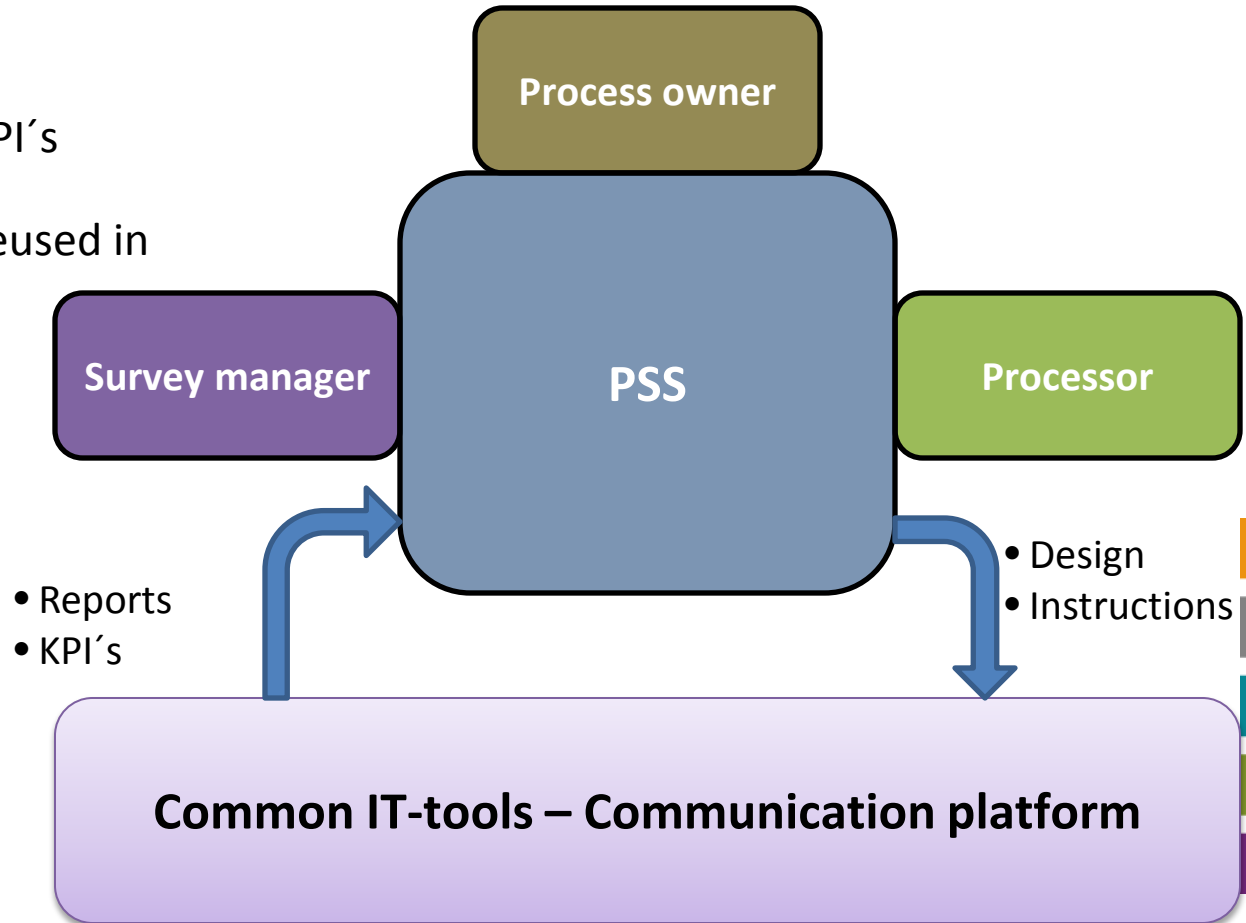 Process owner
PI´s
eused in
Survey manager
PSS
Processor
• Design
• Instructions
• Reports
• KPI´s
Common IT-tools – Communication platform